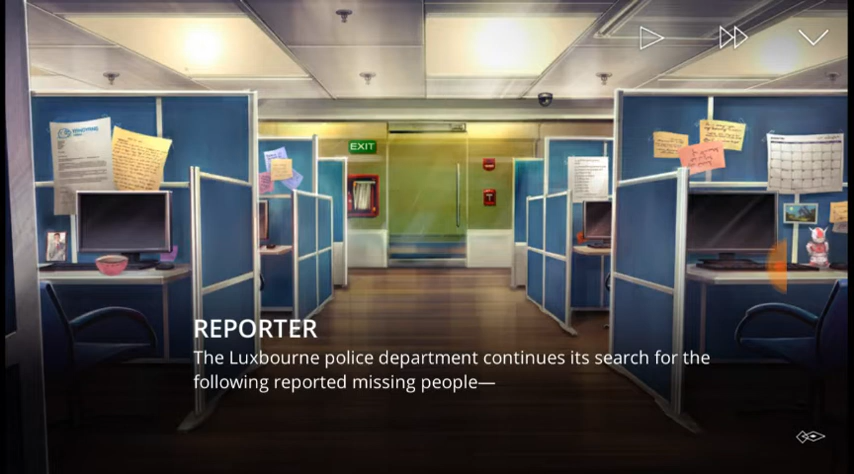 EXIT
REPORTER
The Luxbourne police department continues its search for the
following reported missing people—